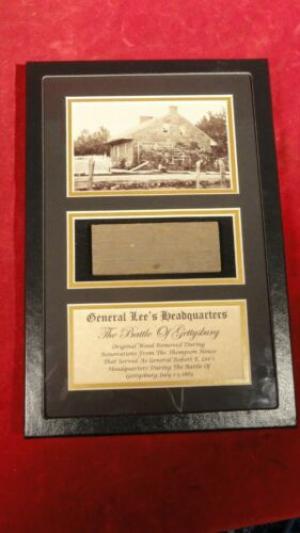 General Lee's Headquarters
The Battle Of Gettysburg
Original Wood Removed During
Renovations From The Thompson House
That Served As General Robert E. Lee's
Headquarters During The Battle Of
Gettysburg July 1-3, 1863